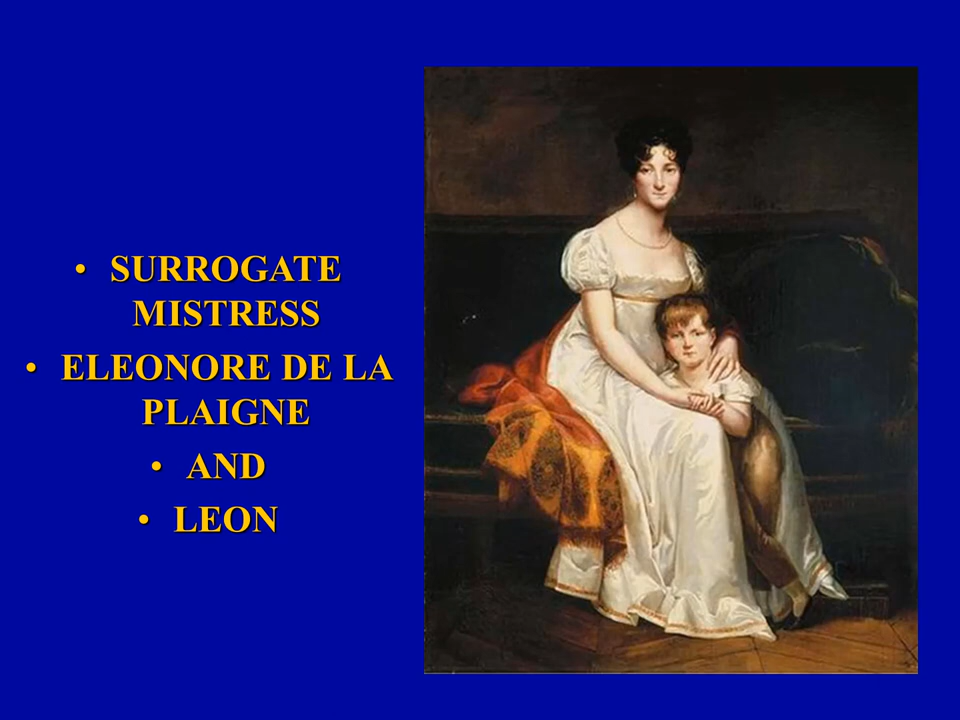 • SURROGATE
MISTRESS
• ELEONORE DE LA
PLAIGNE
• AND
• LEON